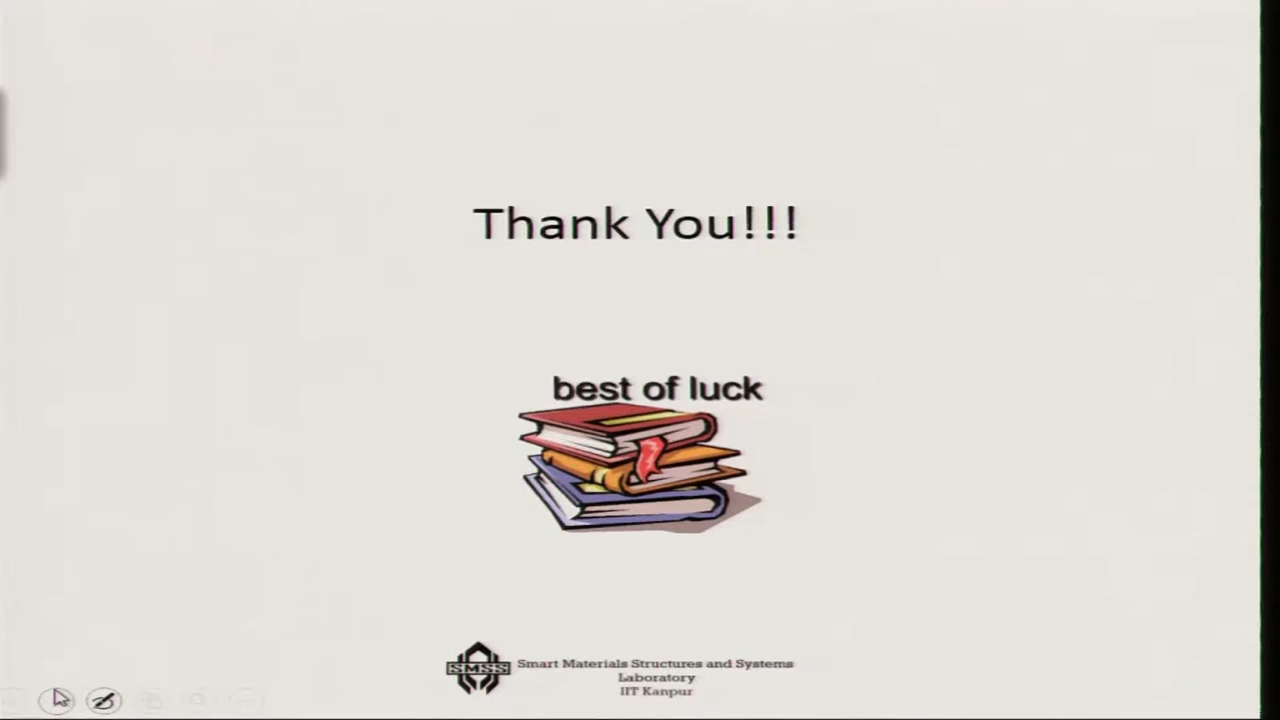 Thank You!!!
best of luck
SMSS
Smart Materials Structures and Systems
Laboratory
IIT Kanpur